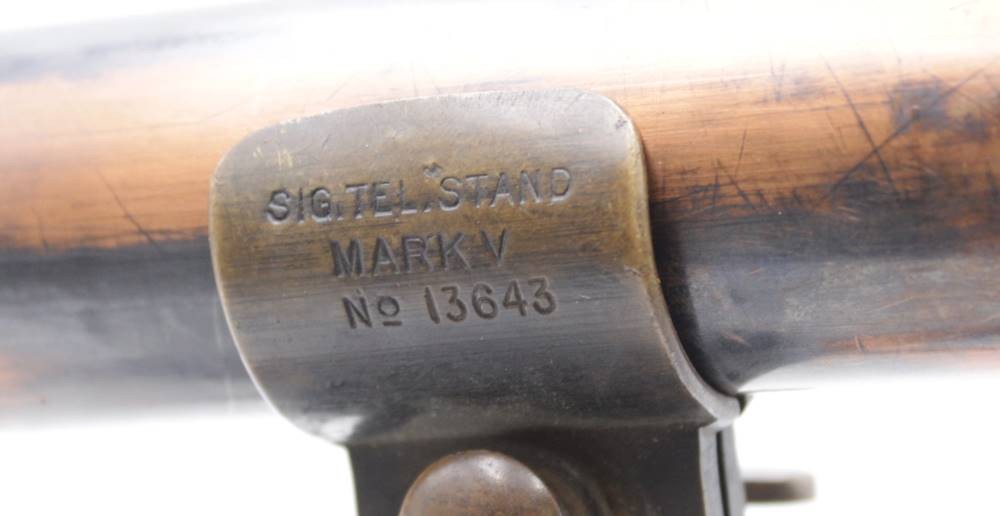 SIG. TEL. STAND
MARK V
No 13643